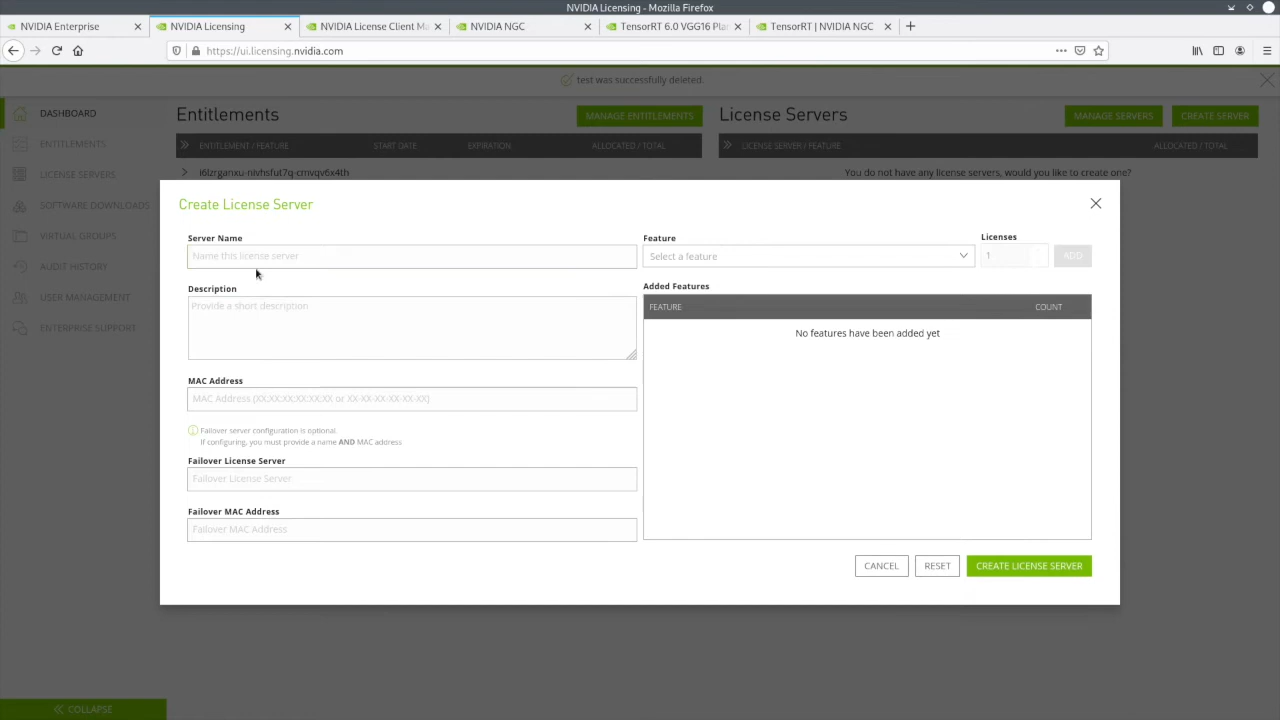 NVIDIA Licensing - Mozilla Firefox
NVIDIA Enterprise
NVIDIA Licensing
NVIDIA License Client Ma
NVIDIA NGC
TensorRT 6.0 VGG16 Pla
TensorRT | NVIDIA NGC
https://ui.licensing.nvidia.com
test was successfully deleted.
DASHBOARD
ENTITLEMENTS
LICENSE SERVERS
SOFTWARE DOWNLOADS
VIRTUAL GROUPS
AUDIT HISTORY
USER MANAGEMENT
ENTERPRISE SUPPORT
COLLAPSE
Entitlements
MANAGE ENTITLEMENTS
ENTITLEMENT / FEATURE START DATE EXPIRATION ALLOCATED / TOTAL
License Servers
MANAGE SERVERS
CREATE SERVER
LICENSE SERVER / FEATURE ALLOCATED / TOTAL
You do not have any license servers, would you like to create one?
Create License Server
Server Name
Name this license server
Description
Provide a short description
MAC Address
MAC Address (XX:XX:XX:XX:XX:XX or XX-XX-XX-XX-XX-XX)
Failover server configuration is optional.
If configuring, you must provide a name AND MAC address
Failover License Server
Failover License Server
Failover MAC Address
Failover MAC Address
Feature
Select a feature
Licenses
1
ADD
Added Features
FEATURE COUNT
No features have been added yet
CANCEL
RESET
CREATE LICENSE SERVER